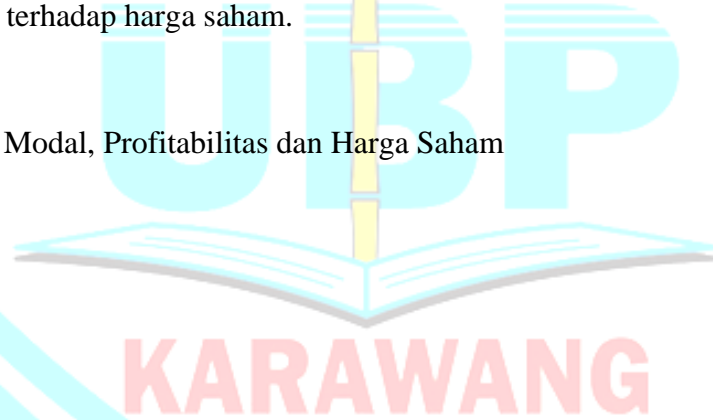 terhadap harga saham.
UBP
Modal, Profitabilitas dan Harga Saham
KARAWANG